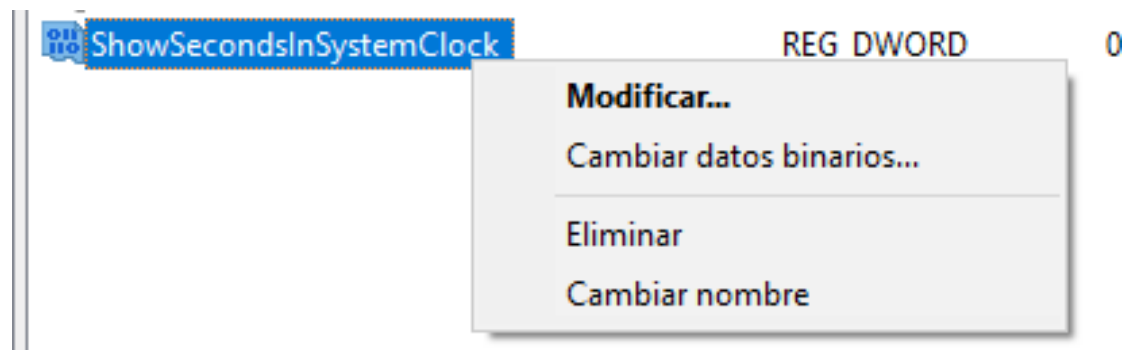 ShowSecondsInSystemClock REG_DWORD 0
Modificar...
Cambiar datos binarios...
Eliminar
Cambiar nombre